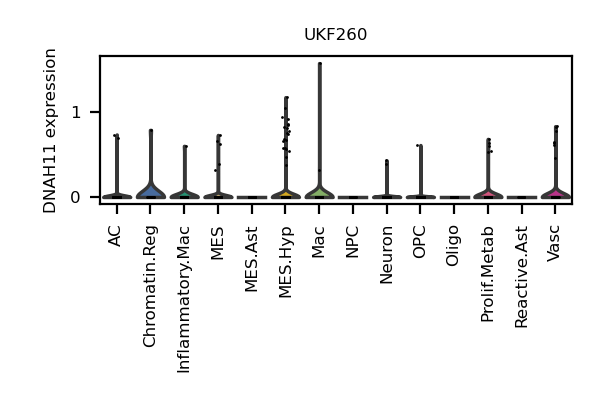 UKF260
DNAH11 expression
1
0
AC
Chromatin.Reg
Inflammatory.Mac
MES
MES.Ast
MES.Hyp
Mac
NPC
Neuron
OPC
Oligo
Prolif.Metab
Reactive.Ast
Vasc